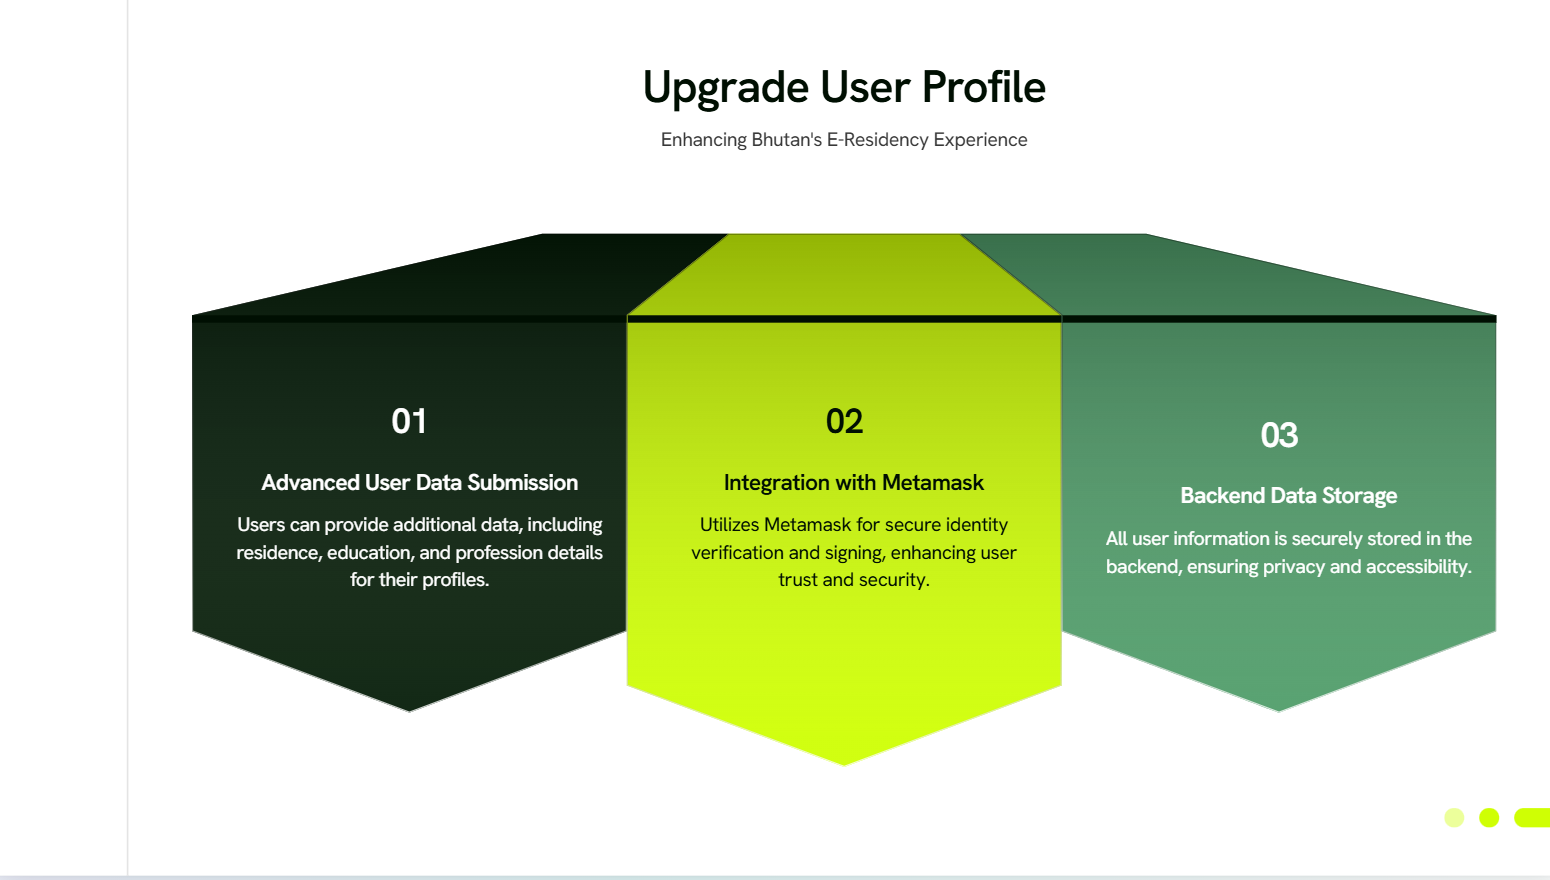 Upgrade User Profile
Enhancing Bhutan's E-Residency Experience
01
Advanced User Data Submission
Users can provide additional data, including
residence, education, and profession details
for their profiles.
02
Integration with Metamask
Utilizes Metamask for secure identity
verification and signing, enhancing user
trust and security.
03
Backend Data Storage
All user information is securely stored in the
backend, ensuring privacy and accessibility.